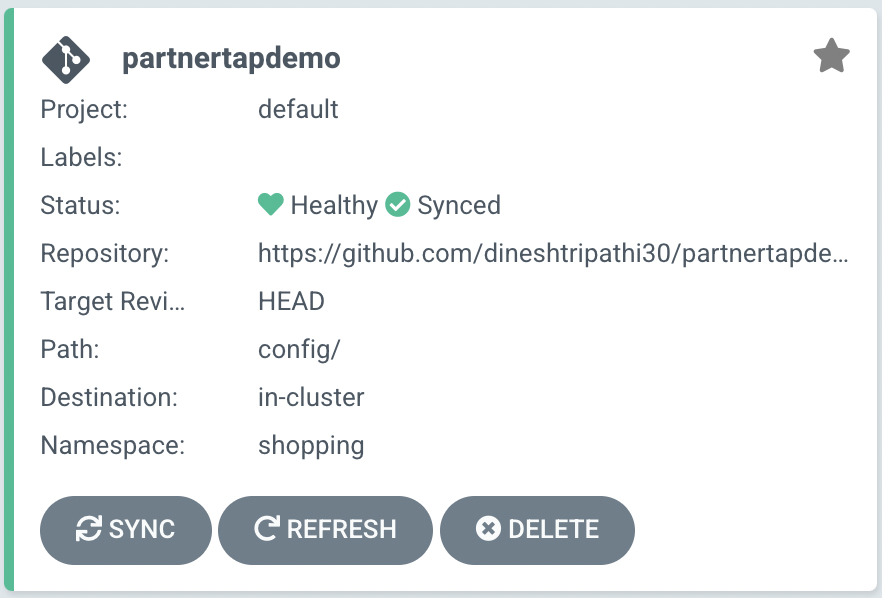 partnertapdemo
Project: default
Labels:
Status: Healthy Synced
Repository: https://github.com/dineshtripathi30/partnertapde...
Target Revi... HEAD
Path: config/
Destination: in-cluster
Namespace: shopping
SYNC REFRESH DELETE